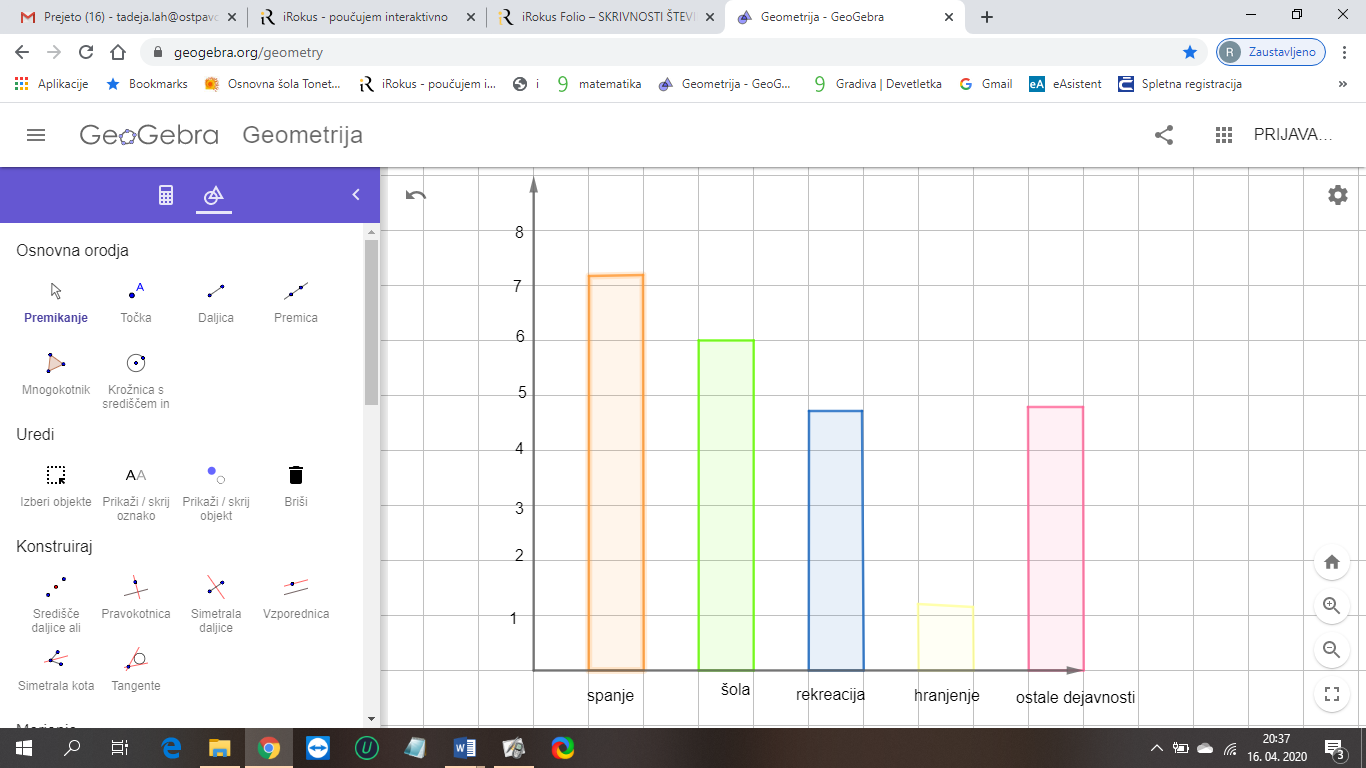 Prejeto (16) - tadeja.lah@ostpavc
iRokus - poučujem interaktivno
iRokus Folio – SKRIVNOSTI ŠTEVI
Geometrija - GeoGebra
geogebra.org/geometry
R Zaustavljeno
Aplikacije
Bookmarks
Osnovna šola Tonet...
iRokus - poučujem i...
i
matematika
Geometrija - GeoG...
Gradiva | Devetletka
Gmail
eA eAsistent
Spletna registracija
»
GeoGebra Geometrija
PRIJAVA...
Osnovna orodja
Premikanje
A
Točka
Daljica
Premica
Mnogokotnik
Krožnica s
središčem in
Uredi
Izberi objekte
AA
Prikaži / skrij
oznako
Prikaži / skrij
objekt
Briši
Konstruiraj
Središče
daljice ali
Pravokotnica
Simetrala
daljice
Vzporednica
Simetrala kota
Tangente
Merjenje
8
7
6
5
4
3
2
1
spanje
šola
rekreacija
hranjenje
ostale dejavnosti
20:37
16. 04. 2020
3